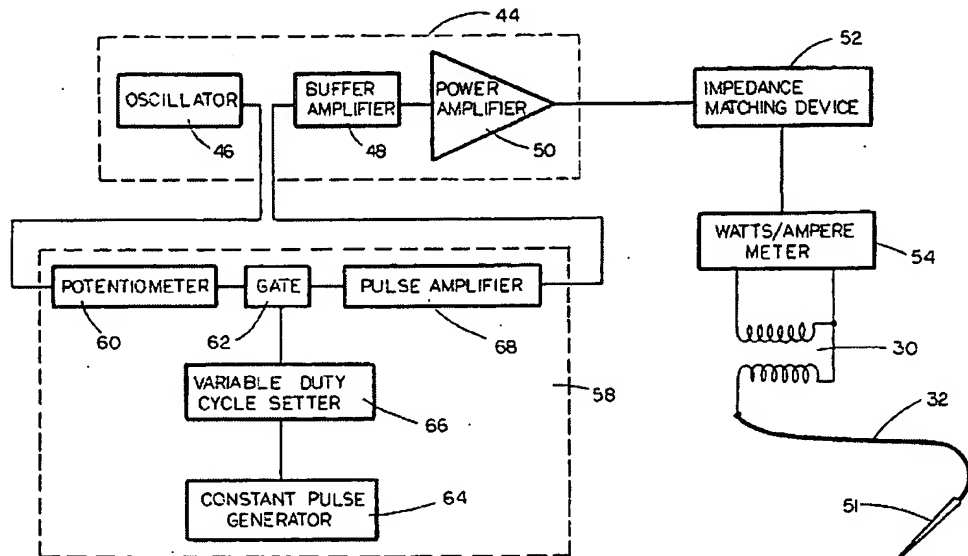 44
OSCILLATOR
46
BUFFER
AMPLIFIER
48
POWER
AMPLIFIER
50
52
IMPEDANCE
MATCHING DEVICE
WATTS/AMPERE
METER
54
POTENTIOMETER
60
GATE
62
PULSE AMPLIFIER
68
30
VARIABLE DUTY
CYCLE SETTER
66
58
32
CONSTANT PULSE
GENERATOR
64
51